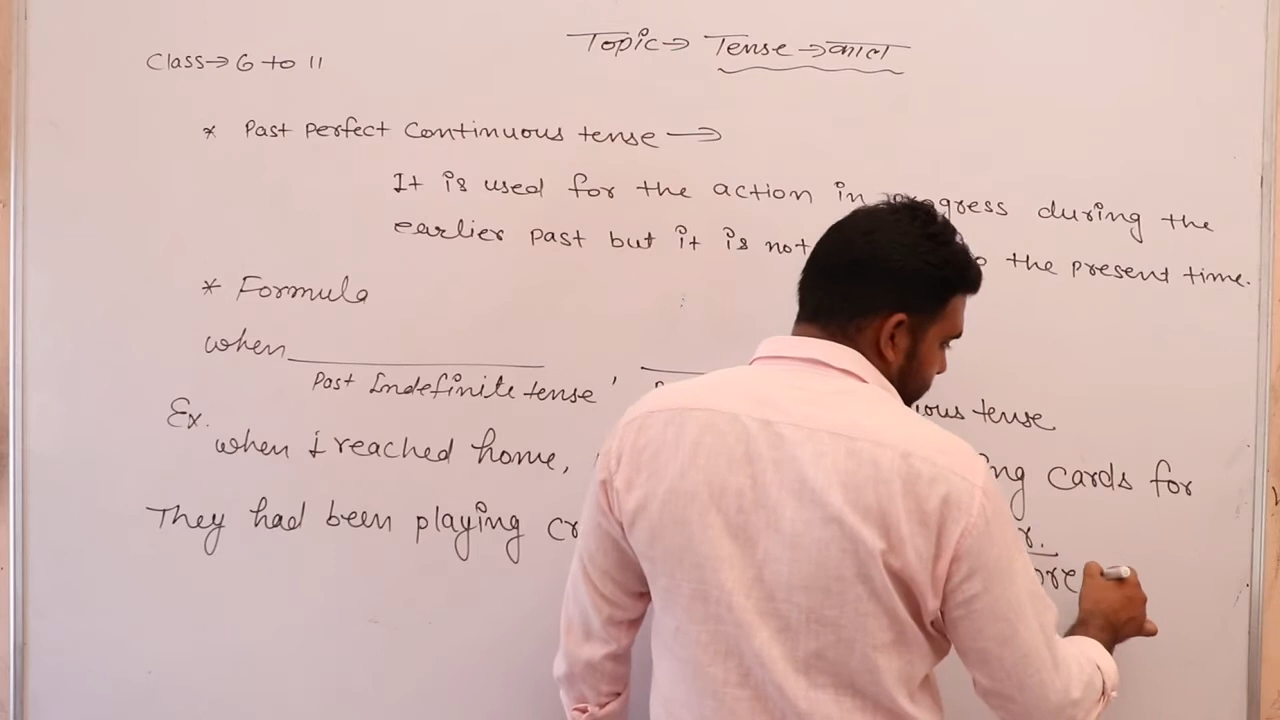 Topic→ Tense→काल
Class→ 6 to 11
* Past perfect continuous tense →
It is used for the action in progress during the
earlier past but it is not the present time.
* Formula
when
Past Indefinite tense , tense
Ex.
when i reached home, cards for
They had been playing